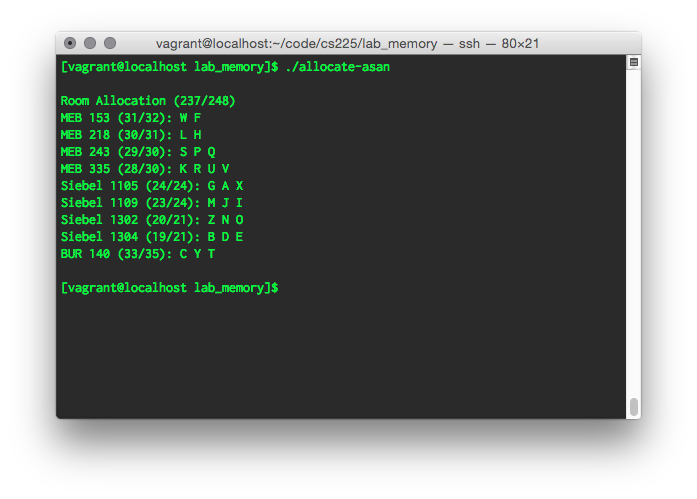 vagrant@localhost:~/code/cs225/lab_memory — ssh — 80×21
[vagrant@localhost lab_memory]$ ./allocate-asan
Room Allocation (237/248)
MEB 153 (31/32): W F
MEB 218 (30/31): L H
MEB 243 (29/30): S P Q
MEB 335 (28/30): K R U V
Siebel 1105 (24/24): G A X
Siebel 1109 (23/24): M J I
Siebel 1302 (20/21): Z N O
Siebel 1304 (19/21): B D E
BUR 140 (33/35): C Y T
[vagrant@localhost lab_memory]$